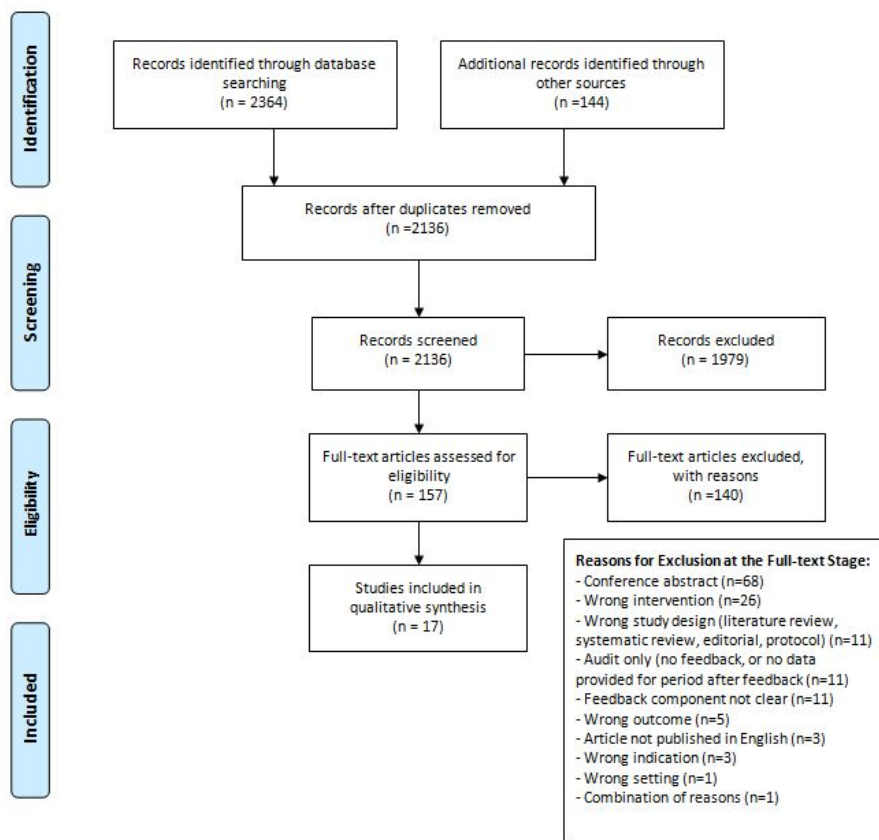 Identification
Records identified through database
searching
(n = 2364)
Additional records identified through
other sources
(n =144)
Records after duplicates removed
(n =2136)
Screening
Records screened
(n = 2136)
Records excluded
(n = 1979)
Eligibility
Full-text articles assessed for
eligibility
(n = 157)
Full-text articles excluded,
with reasons
(n =140)
Included
Studies included in
qualitative synthesis
(n = 17)
Reasons for Exclusion at the Full-text Stage:
- Conference abstract (n=68)
- Wrong intervention (n=26)
- Wrong study design (literature review,
systematic review, editorial, protocol) (n=11)
- Audit only (no feedback, or no data
provided for period after feedback (n=11)
- Feedback component not clear (n=11)
- Wrong outcome (n=5)
- Article not published in English (n=3)
- Wrong indication (n=3)
- Wrong setting (n=1)
- Combination of reasons (n=1)